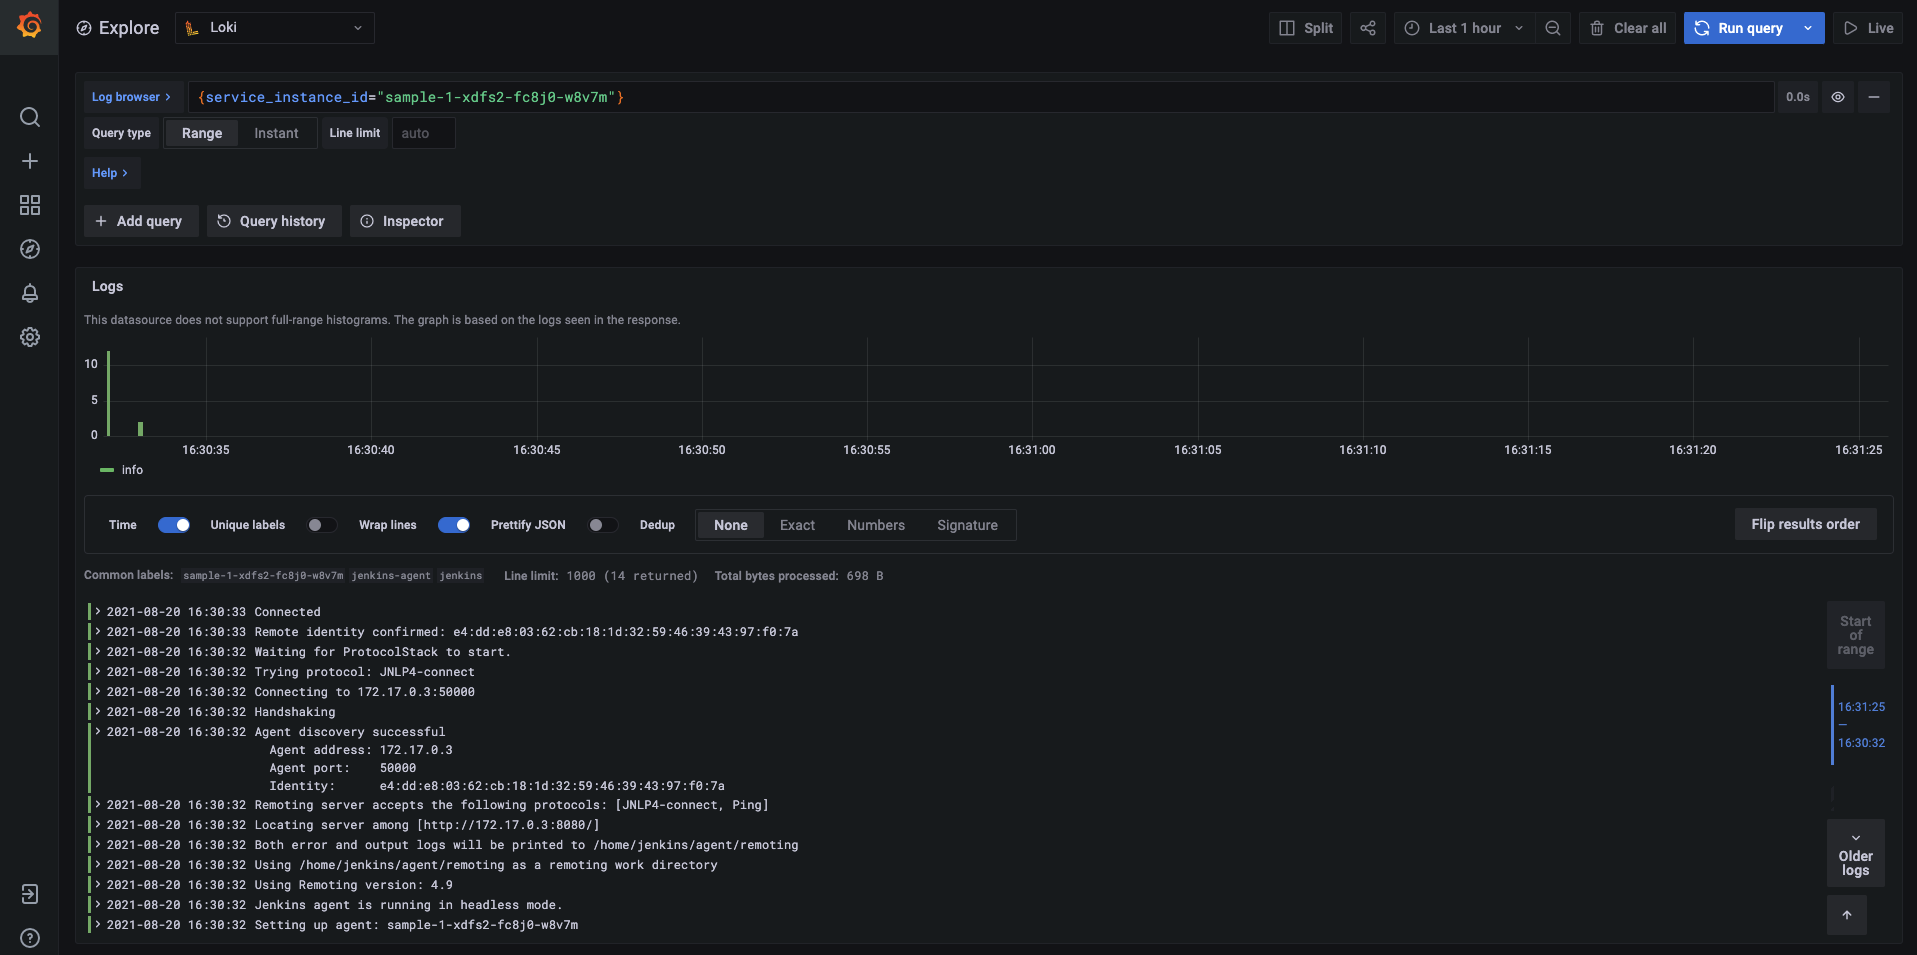 Explore Loki Split Last 1 hour Clear all Run query Live
Log browser > {service_instance_id="sample-1-xdfs2-fc8j0-w8v7m"} 0.0s
Query type Range Instant Line limit auto
Help >
+ Add query Query history Inspector
Logs
This datasource does not support full-range histograms. The graph is based on the logs seen in the response.
10
5
0
16:30:35 16:30:40 16:30:45 16:30:50 16:30:55 16:31:00 16:31:05 16:31:10 16:31:15 16:31:20 16:31:25
info
Time Unique labels Wrap lines Prettify JSON Dedup None Exact Numbers Signature Flip results order
Common labels: sample-1-xdfs2-fc8j0-w8v7m jenkins-agent jenkins Line limit: 1000 (14 returned) Total bytes processed: 698 B
> 2021-08-20 16:30:33 Connected
> 2021-08-20 16:30:33 Remote identity confirmed: e4:dd:e8:03:62:cb:18:1d:32:59:46:39:43:97:f0:7a
> 2021-08-20 16:30:32 Waiting for ProtocolStack to start.
> 2021-08-20 16:30:32 Trying protocol: JNLP4-connect
> 2021-08-20 16:30:32 Connecting to 172.17.0.3:50000
> 2021-08-20 16:30:32 Handshaking
> 2021-08-20 16:30:32 Agent discovery successful
Agent address: 172.17.0.3
Agent port: 50000
Identity: e4:dd:e8:03:62:cb:18:1d:32:59:46:39:43:97:f0:7a
> 2021-08-20 16:30:32 Remoting server accepts the following protocols: [JNLP4-connect, Ping]
> 2021-08-20 16:30:32 Locating server among [http://172.17.0.3:8080/]
> 2021-08-20 16:30:32 Both error and output logs will be printed to /home/jenkins/agent/remoting
> 2021-08-20 16:30:32 Using /home/jenkins/agent/remoting as a remoting work directory
> 2021-08-20 16:30:32 Using Remoting version: 4.9
> 2021-08-20 16:30:32 Jenkins agent is running in headless mode.
> 2021-08-20 16:30:32 Setting up agent: sample-1-xdfs2-fc8j0-w8v7m
Start
of
range
16:31:25
—
16:30:32
Older
logs